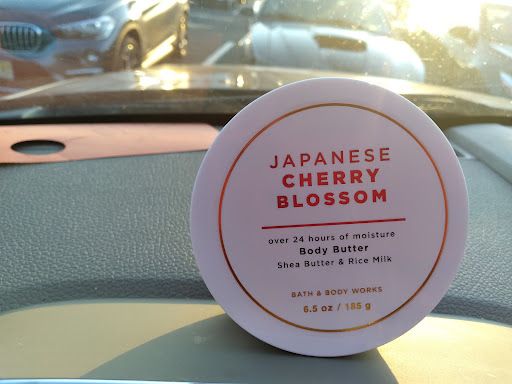 JAPANESE
CHERRY
BLOSSOM
over 24 hours of moisture
Body Butter
Shea Butter & Rice Milk
BATH & BODY WORKS
6.5 oz / 185 g